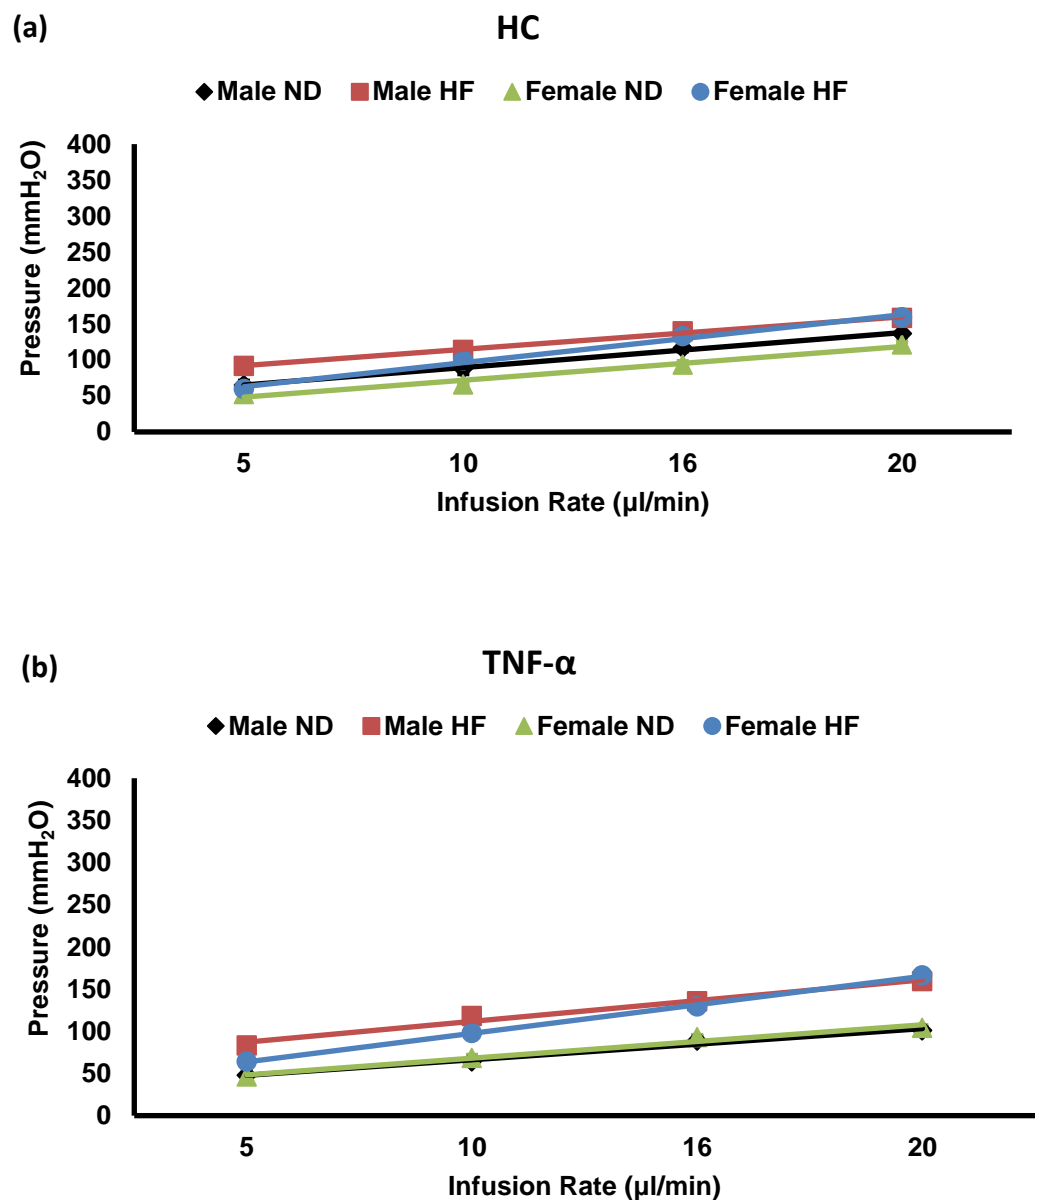 (a)
HC
Male ND Male HF Female ND Female HF
Pressure (mmH₂O)
400
350
300
250
200
150
100
50
0
5 10 16 20
Infusion Rate (µl/min)
(b)
TNF-α
Male ND Male HF Female ND Female HF
Pressure (mmH₂O)
400
350
300
250
200
150
100
50
0
5 10 16 20
Infusion Rate (µl/min)